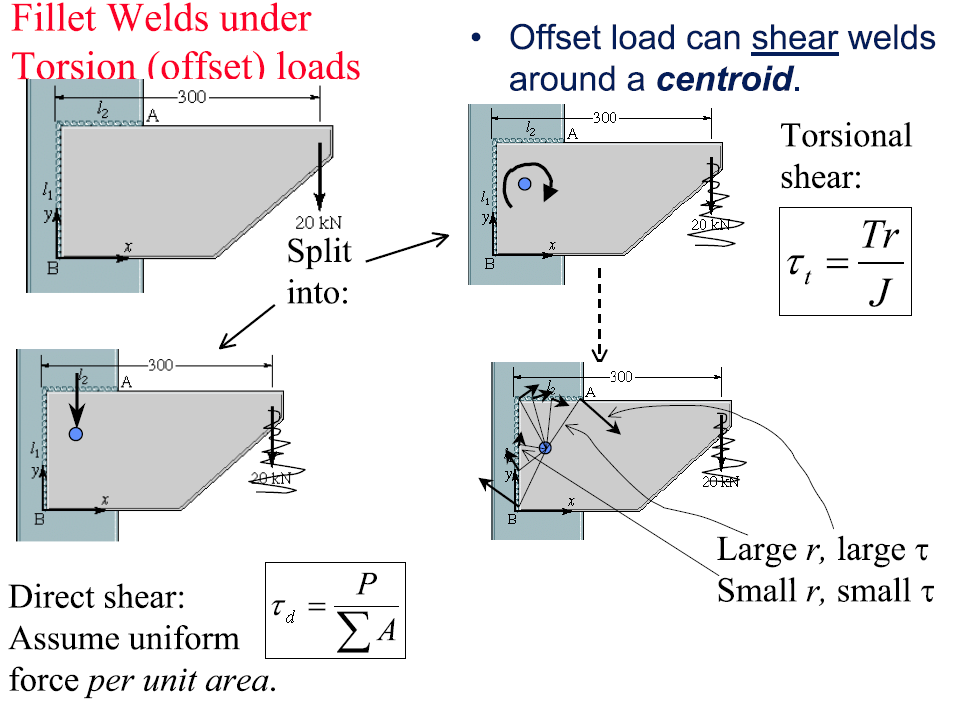 Fillet Welds under
Torsion (offset) loads
• Offset load can shear welds
around a centroid.
300
l₂
A
l₁
y
x
B
20 kN
Split
into:
300
l₂
A
l₁
y
x
B
20 kN
Torsional
shear:
τt = Tr / J
300
l₂
A
l₁
y
x
B
20 kN
300
l₂
A
y
x
B
20 kN
Large r, large τ
Small r, small τ
Direct shear:
Assume uniform
force per unit area.
τd = P / ∑ A